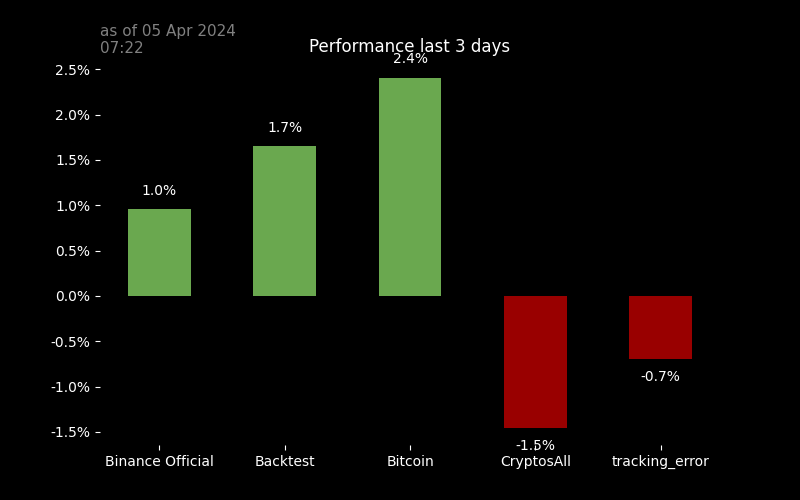 as of 05 Apr 2024
07:22
Performance last 3 days
2.5%
2.0%
1.5%
1.0%
0.5%
0.0%
-0.5%
-1.0%
-1.5%
1.0%
1.7%
2.4%
-1.5%
-0.7%
Binance Official
Backtest
Bitcoin
CryptosAll
tracking_error